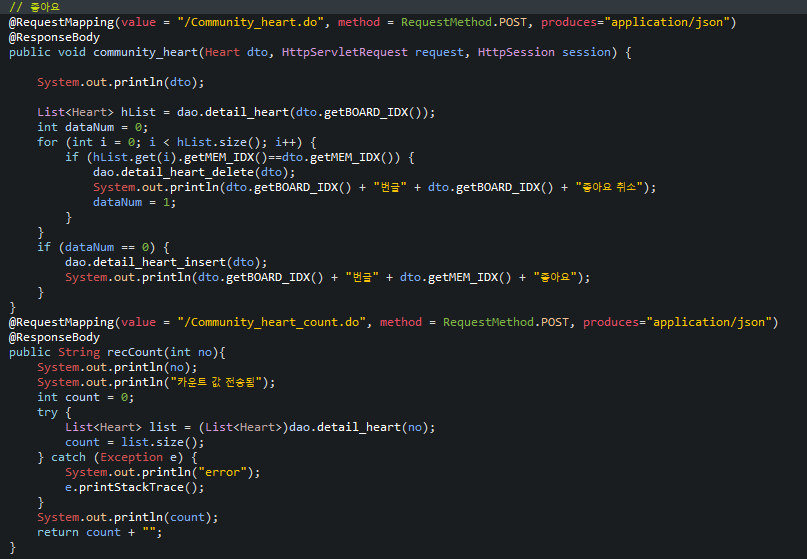 // 좋아요
@RequestMapping(value = "/Community_heart.do", method = RequestMethod.POST, produces="application/json")
@ResponseBody
public void community_heart(Heart dto, HttpServletRequest request, HttpSession session) {
System.out.println(dto);
List<Heart> hList = dao.detail_heart(dto.getBOARD_IDX());
int dataNum = 0;
for (int i = 0; i < hList.size(); i++) {
if (hList.get(i).getMEM_IDX()==dto.getMEM_IDX()) {
dao.detail_heart_delete(dto);
System.out.println(dto.getBOARD_IDX() + "번글" + dto.getBOARD_IDX() + "좋아요 취소");
dataNum = 1;
}
}
if (dataNum == 0) {
dao.detail_heart_insert(dto);
System.out.println(dto.getBOARD_IDX() + "번글" + dto.getMEM_IDX() + "좋아요");
}
}
@RequestMapping(value = "/Community_heart_count.do", method = RequestMethod.POST, produces="application/json")
@ResponseBody
public String recCount(int no){
System.out.println(no);
System.out.println("카운트 값 전송됨");
int count = 0;
try {
List<Heart> list = (List<Heart>)dao.detail_heart(no);
count = list.size();
} catch (Exception e) {
System.out.println("error");
e.printStackTrace();
}
System.out.println(count);
return count + "";
}